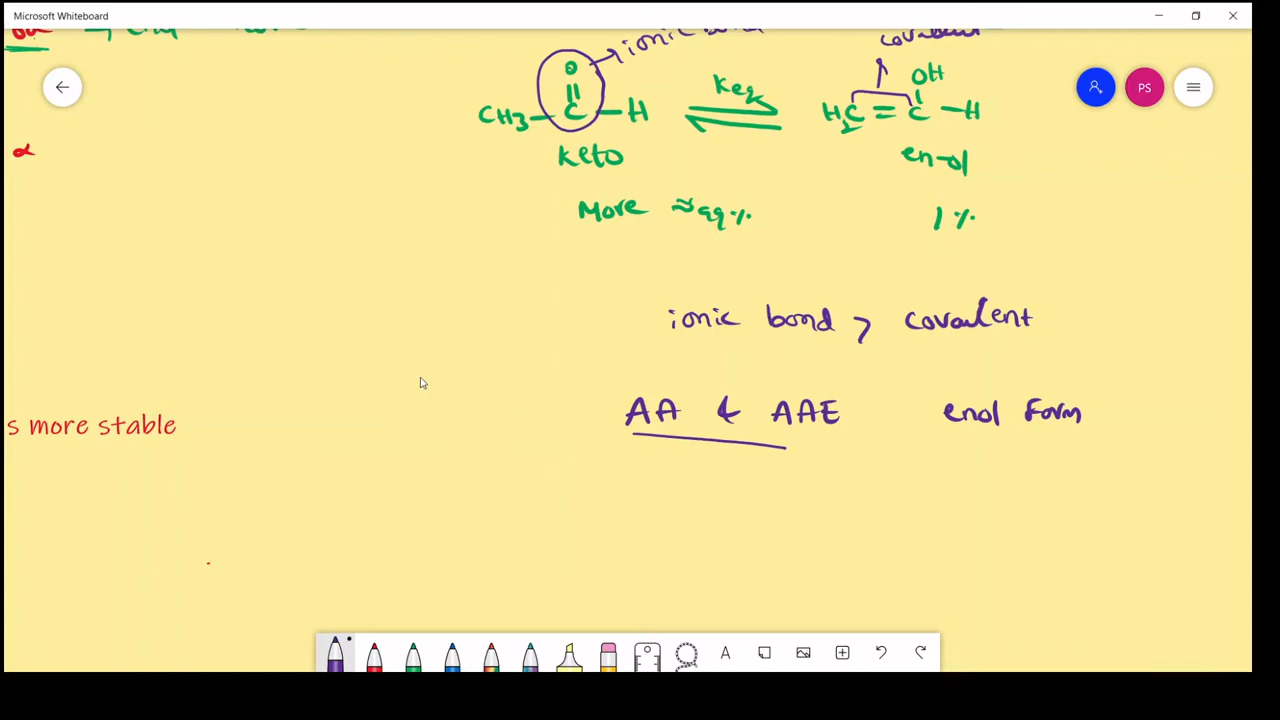 Microsoft Whiteboard
ionic bond
covalent
O
OH
||
CH3 — C — H
Keq
H2C = C — H
PS
α
Keto
en-ol
More ≈ 99%
1%
ionic bond > covalent
AA & AAE enol form
s more stable
A